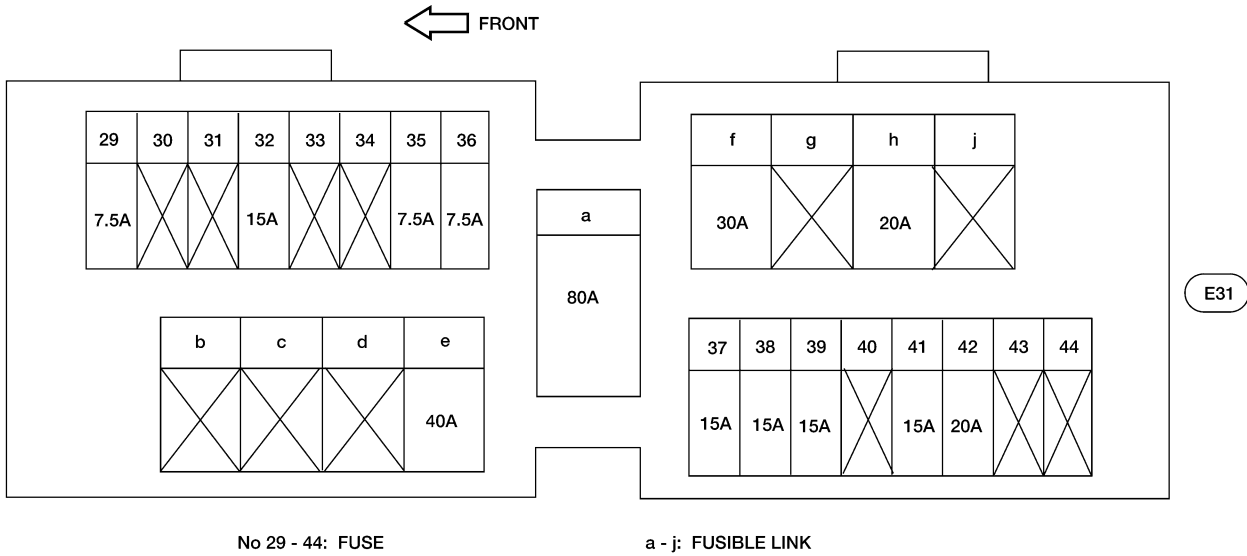 FRONT
29 30 31 32 33 34 35 36
7.5A 15A 7.5A 7.5A
b c d e
40A
a
80A
f g h j
30A 20A
37 38 39 40 41 42 43 44
15A 15A 15A 15A 20A
E31
No 29 - 44: FUSE
a - j: FUSIBLE LINK